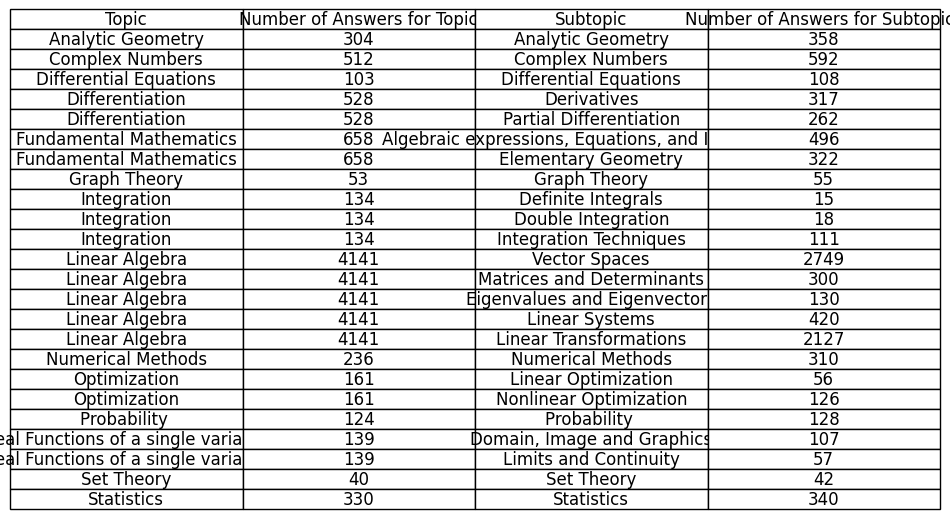 Topic Number of Answers for Topic Subtopic Number of Answers for Subtopic
Analytic Geometry 304 Analytic Geometry 358
Complex Numbers 512 Complex Numbers 592
Differential Equations 103 Differential Equations 108
Differentiation 528 Derivatives 317
Differentiation 528 Partial Differentiation 262
Fundamental Mathematics 658 Algebraic expressions, Equations, and I 496
Fundamental Mathematics 658 Elementary Geometry 322
Graph Theory 53 Graph Theory 55
Integration 134 Definite Integrals 15
Integration 134 Double Integration 18
Integration 134 Integration Techniques 111
Linear Algebra 4141 Vector Spaces 2749
Linear Algebra 4141 Matrices and Determinants 300
Linear Algebra 4141 Eigenvalues and Eigenvector 130
Linear Algebra 4141 Linear Systems 420
Linear Algebra 4141 Linear Transformations 2127
Numerical Methods 236 Numerical Methods 310
Optimization 161 Linear Optimization 56
Optimization 161 Nonlinear Optimization 126
Probability 124 Probability 128
eal Functions of a single varia 139 Domain, Image and Graphics 107
eal Functions of a single varia 139 Limits and Continuity 57
Set Theory 40 Set Theory 42
Statistics 330 Statistics 340